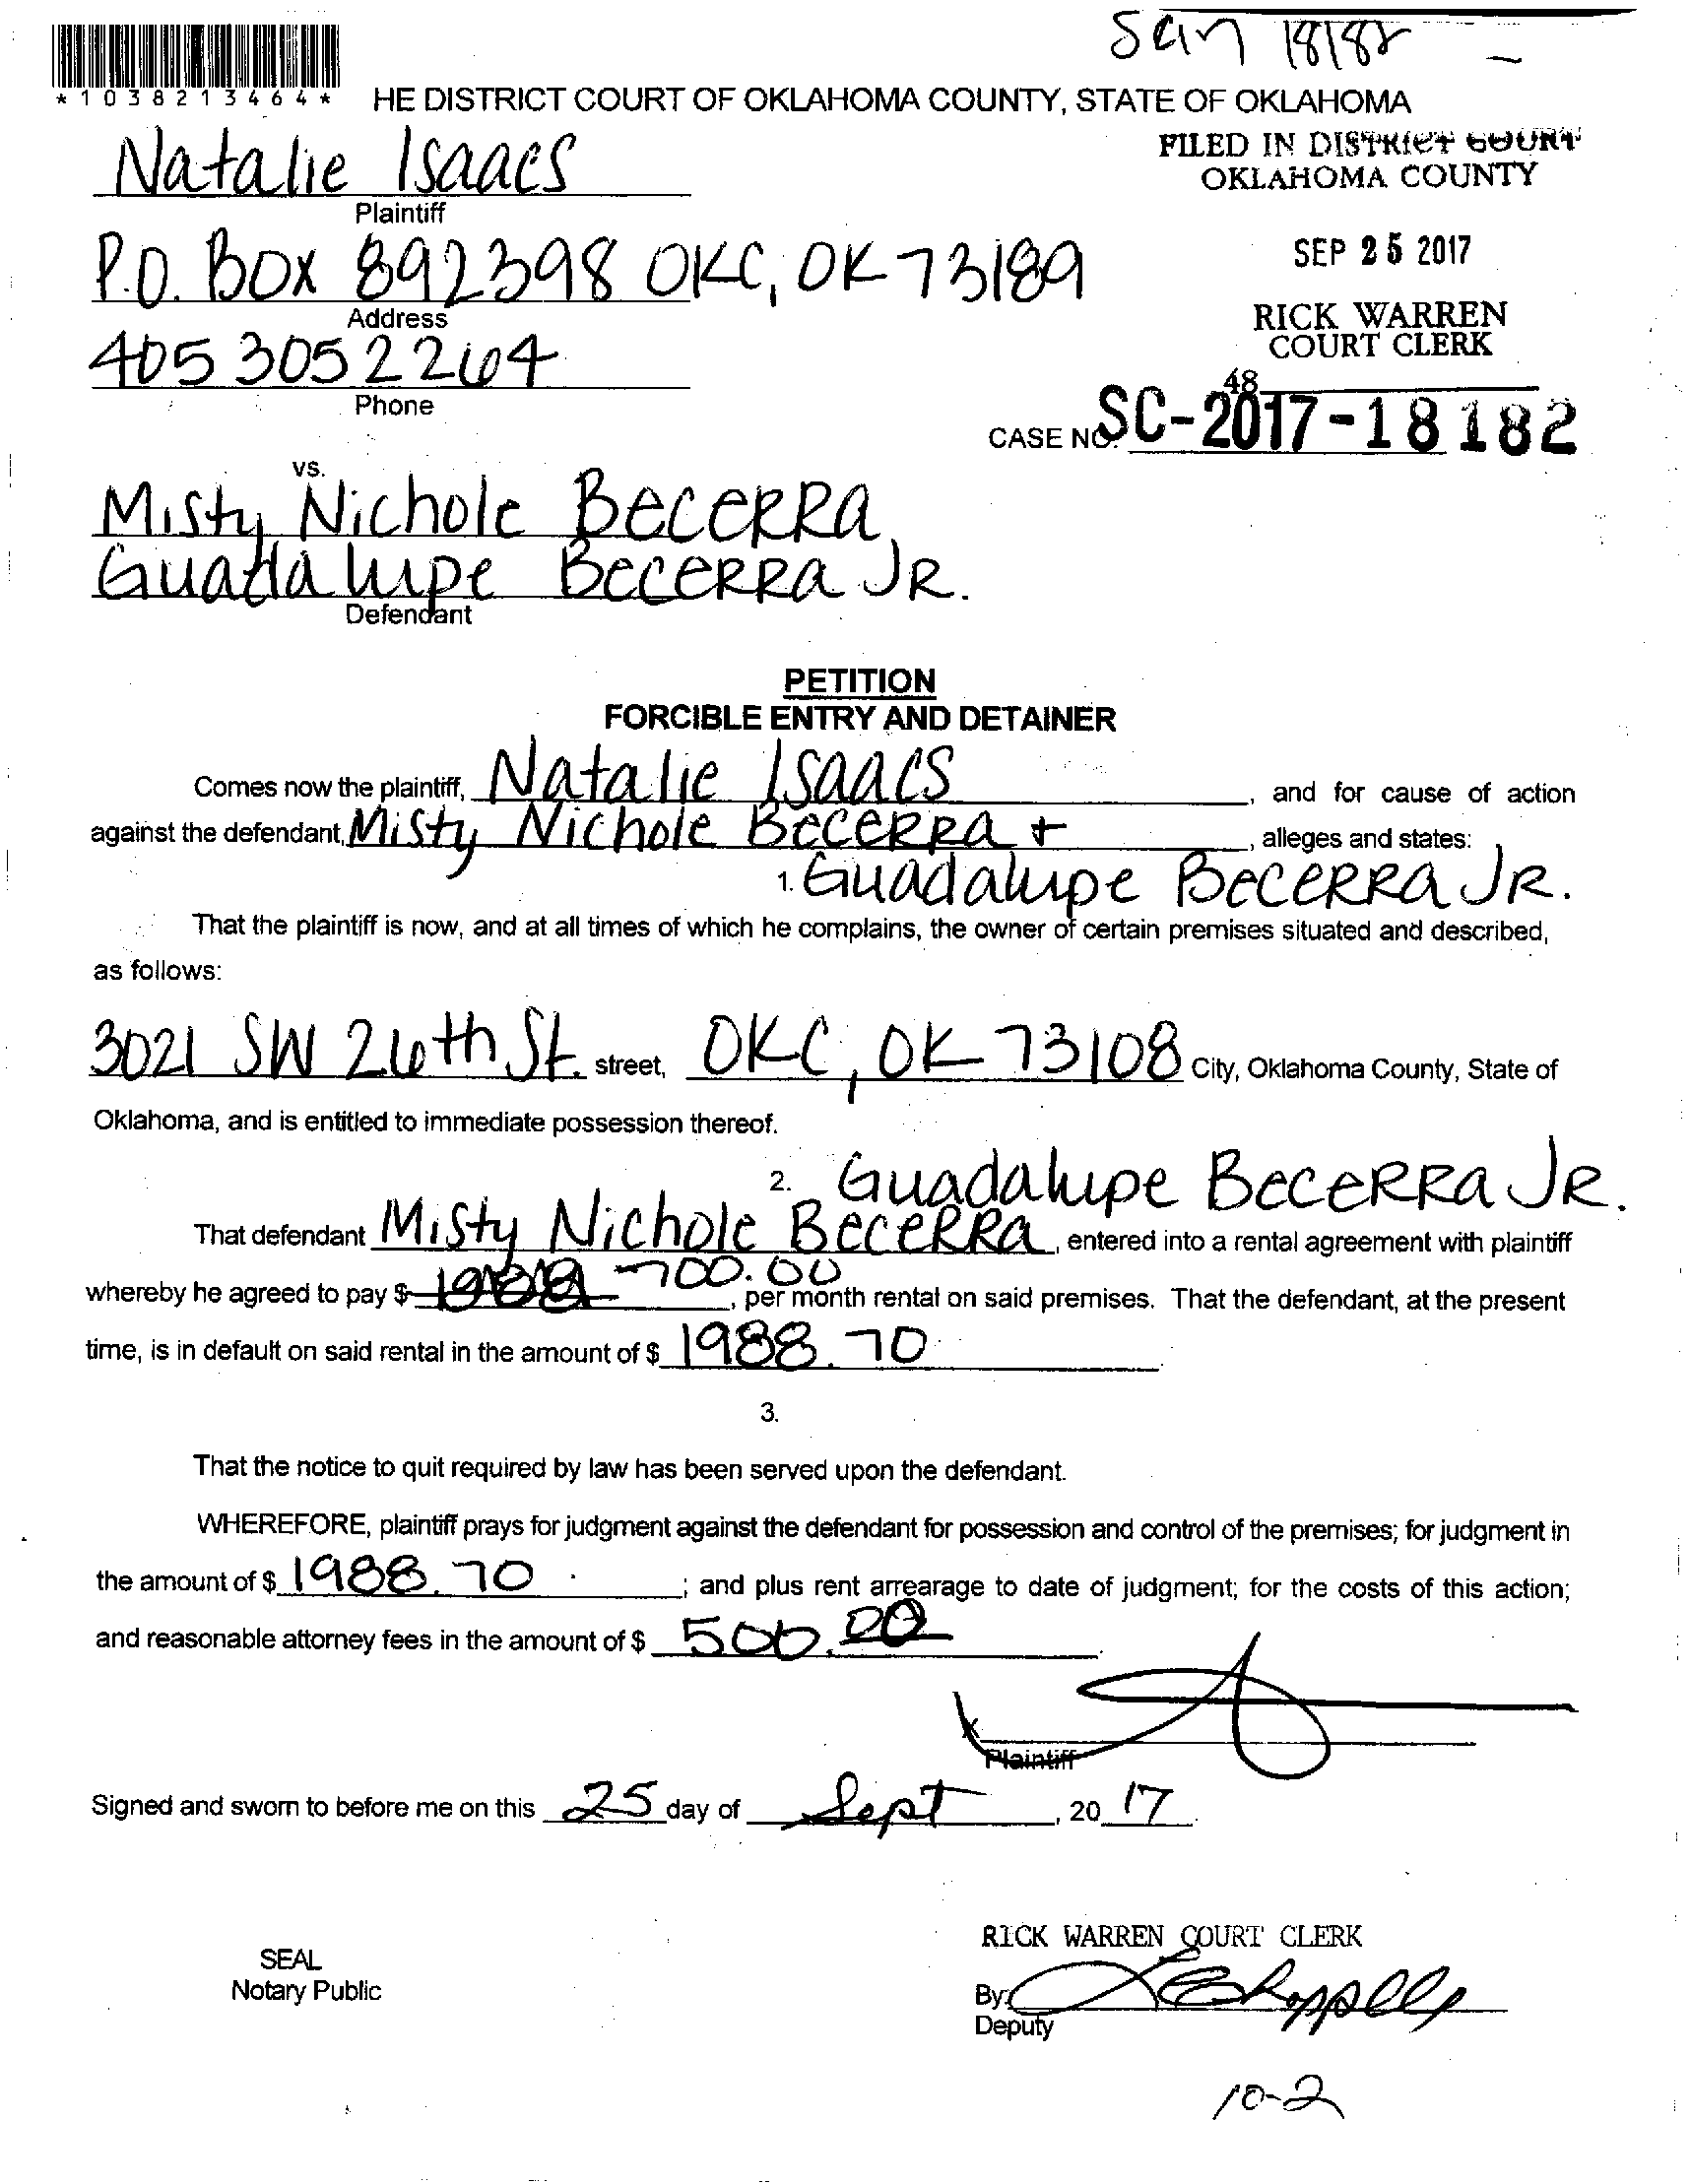 *1038213464*
HE DISTRICT COURT OF OKLAHOMA COUNTY, STATE OF OKLAHOMA
Natalie Isaacs
Plaintiff
FILED IN DISTRICT COURT
OKLAHOMA COUNTY
P.O. BOX 892398 OKC, OK 73189
Address
SEP 25 2017
RICK WARREN
COURT CLERK
405 305 2264
Phone
48
CASE NO. SC-2017-18182
vs.
Misty Nichole BeceRRa
Guadalupe BeceRRa JR.
Defendant
PETITION
FORCIBLE ENTRY AND DETAINER
Comes now the plaintiff, Natalie Isaacs, and for cause of action
against the defendant, Misty Nichole BeceRRa +, alleges and states:
1. Guadalupe BeceRRa JR.
That the plaintiff is now, and at all times of which he complains, the owner of certain premises situated and described,
as follows:
3021 SW 26th St. street, OKC, OK 73108 City, Oklahoma County, State of
Oklahoma, and is entitled to immediate possession thereof.
2. Guadalupe BeceRRa JR.
That defendant Misty Nichole BeceRRa, entered into a rental agreement with plaintiff
whereby he agreed to pay $ 700.00, per month rental on said premises. That the defendant, at the present
time, is in default on said rental in the amount of $ 1988.70
3.
That the notice to quit required by law has been served upon the defendant.
WHEREFORE, plaintiff prays for judgment against the defendant for possession and control of the premises; for judgment in
the amount of $ 1988.70; and plus rent arrearage to date of judgment; for the costs of this action;
and reasonable attorney fees in the amount of $ 500.00.
X
Plaintiff
Signed and sworn to before me on this 25 day of Sept, 20 17.
RICK WARREN COURT CLERK
SEAL
Notary Public
By:
Deputy
10-2